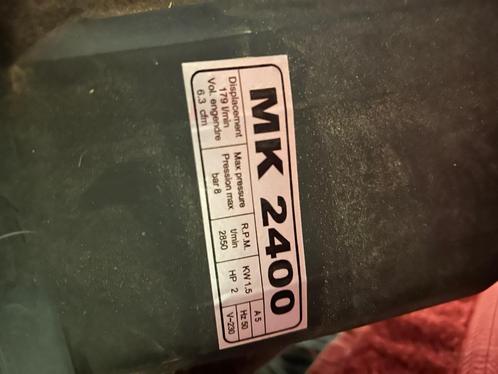 MK 2400
Displacement
179 l/min
Vol. engendre
6.3 cfm
Max pressure
Pression max
bar 8
R.P.M.
t/min
2850
KW 1,5
HP 2
A 5
Hz 50
V~230